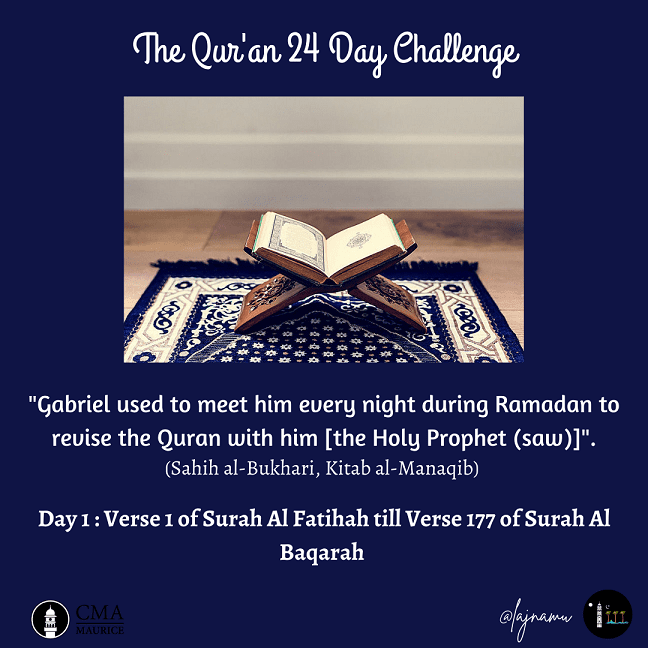 The Qur'an 24 Day Challenge
"Gabriel used to meet him every night during Ramadan to
revise the Quran with him [the Holy Prophet (saw)]".
(Sahih al-Bukhari, Kitab al-Manaqib)
Day 1 : Verse 1 of Surah Al Fatihah till Verse 177 of Surah Al
Baqarah
CMA
MAURICE
@lajnamu